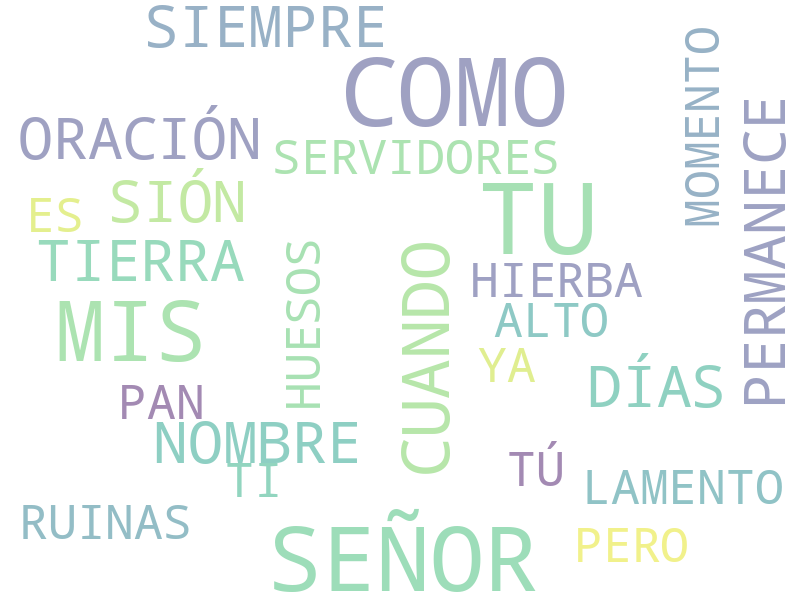 SIEMPRE
COMO
MOMENTO
ORACIÓN
PERMANECE
SERVIDORES
SIÓN
TU
ES
TIERRA
HUESOS
CUANDO
HIERBA
MIS
ALTO
YA
DÍAS
PAN
NOMBRE
TÚ
TI
LAMENTO
RUINAS
SEÑOR
PERO